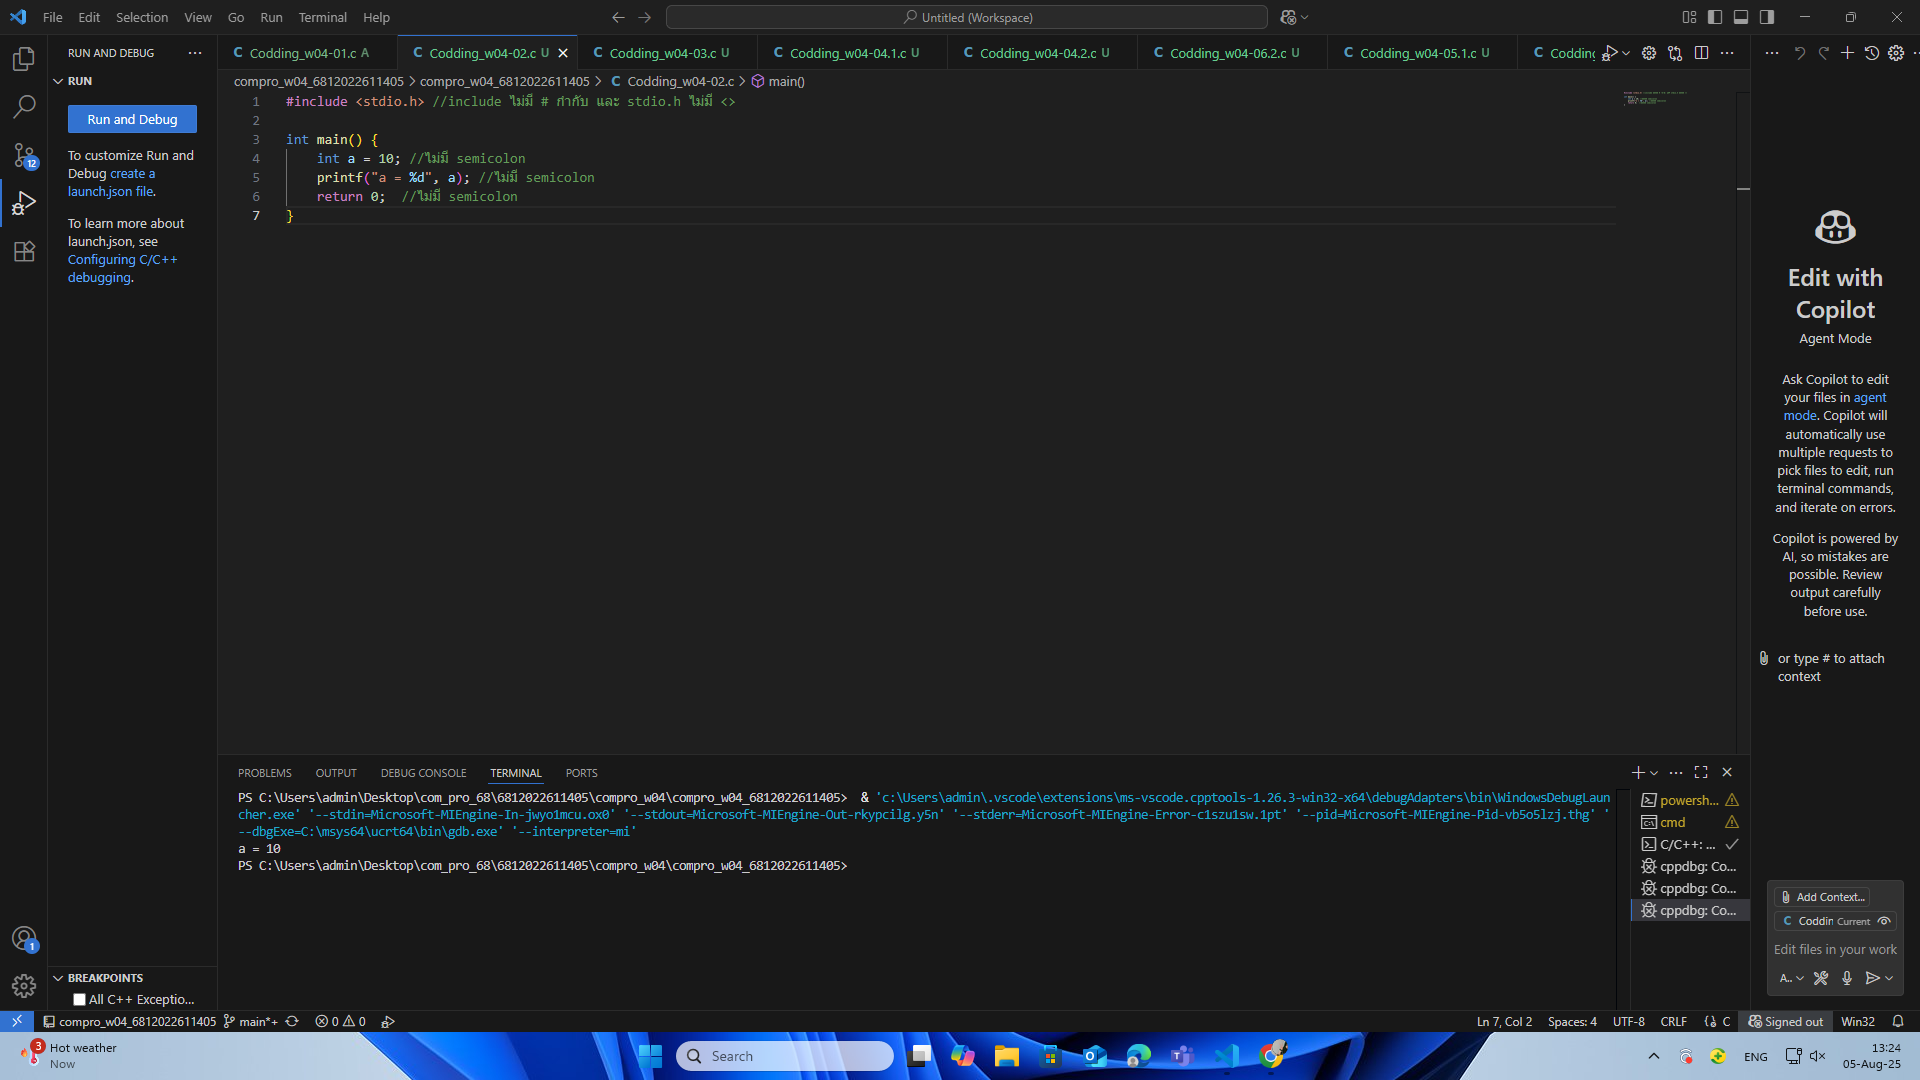 File Edit Selection View Go Run Terminal Help
Untitled (Workspace)
RUN AND DEBUG
Codding_w04-01.c A
Codding_w04-02.c U
Codding_w04-03.c U
Codding_w04-04.1.c U
Codding_w04-04.2.c U
Codding_w04-06.2.c U
Codding_w04-05.1.c U
Codding
RUN
Run and Debug
To customize Run and
Debug create a
launch.json file.
To learn more about
launch.json, see
Configuring C/C++
debugging.
compro_w04_6812022611405 > compro_w04_6812022611405 > C Codding_w04-02.c > main()
1 #include <stdio.h> //include ไม่มี # กำกับ และ stdio.h ไม่มี <>
2
3 int main() {
4 int a = 10; //ไม่มี semicolon
5 printf("a = %d", a); //ไม่มี semicolon
6 return 0; //ไม่มี semicolon
7 }
Edit with
Copilot
Agent Mode
Ask Copilot to edit
your files in agent
mode. Copilot will
automatically use
multiple requests to
pick files to edit, run
terminal commands,
and iterate on errors.
Copilot is powered by
AI, so mistakes are
possible. Review
output carefully
before use.
or type # to attach
context
PROBLEMS OUTPUT DEBUG CONSOLE TERMINAL PORTS
PS C:\Users\admin\Desktop\com_pro_68\6812022611405\compro_w04\compro_w04_6812022611405> & 'c:\Users\admin\.vscode\extensions\ms-vscode.cpptools-1.26.3-win32-x64\debugAdapters\bin\WindowsDebugLaun
cher.exe' '--stdin=Microsoft-MIEngine-In-jwyo1mcu.ox0' '--stdout=Microsoft-MIEngine-Out-rkypcilg.y5n' '--stderr=Microsoft-MIEngine-Error-c1szu1sw.1pt' '--pid=Microsoft-MIEngine-Pid-vb5o5lzj.thg' '
--dbgExe=C:\msys64\ucrt64\bin\gdb.exe' '--interpreter=mi'
a = 10
PS C:\Users\admin\Desktop\com_pro_68\6812022611405\compro_w04\compro_w04_6812022611405>
powersh...
cmd
C/C++: ...
cppdbg: Co...
cppdbg: Co...
cppdbg: Co...
Add Context...
C Coddin Current
Edit files in your work
A..
BREAKPOINTS
All C++ Exceptio...
12
1
compro_w04_6812022611405 main*+ 0 0
Ln 7, Col 2 Spaces: 4 UTF-8 CRLF {} C Signed out Win32
3
Hot weather
Now
Search
ENG
13:24
05-Aug-25